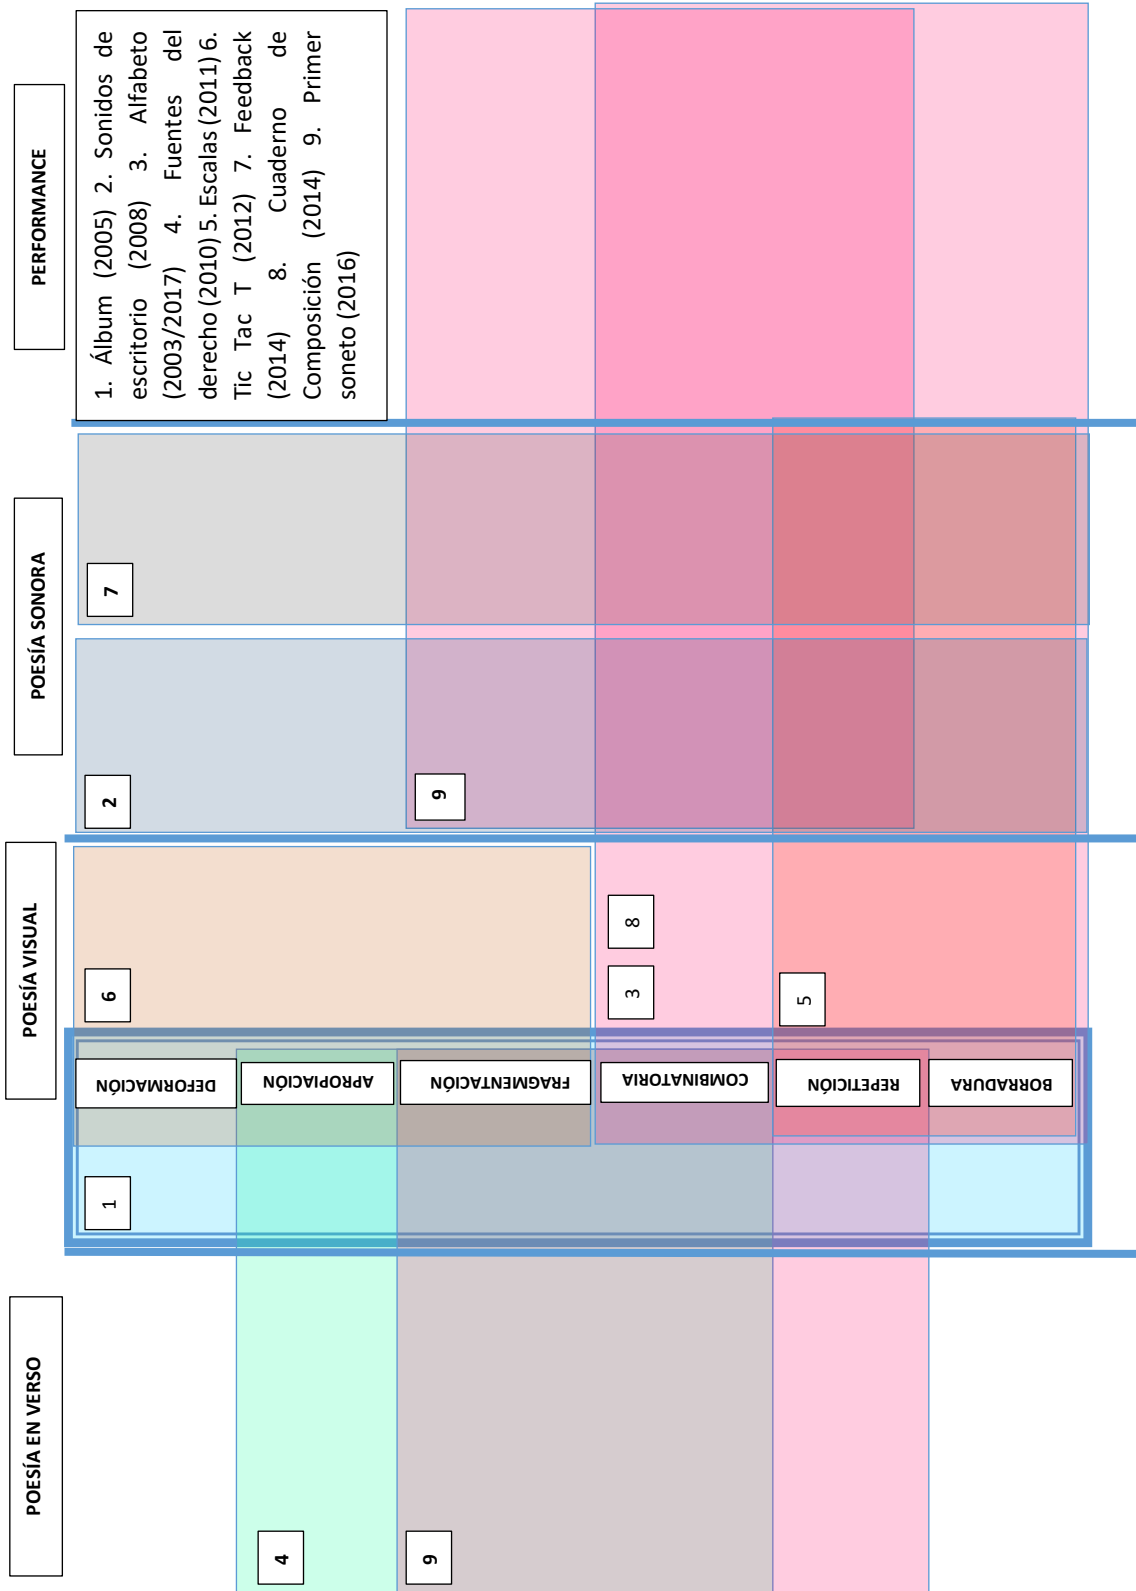 POESÍA EN VERSO
POESÍA VISUAL
POESÍA SONORA
PERFORMANCE
1
DEFORMACIÓN
6
2
7
1. Álbum (2005) 2. Sonidos de
escritorio (2008) 3. Alfabeto
(2003/2017) 4. Fuentes del
derecho (2010) 5. Escalas (2011) 6.
Tic Tac T (2012) 7. Feedback
(2014) 8. Cuaderno de
Composición (2014) 9. Primer
soneto (2016)
4
APROPIACIÓN
9
FRAGMENTACIÓN
9
COMBINATORIA
3
8
REPETICIÓN
5
BORRADURA